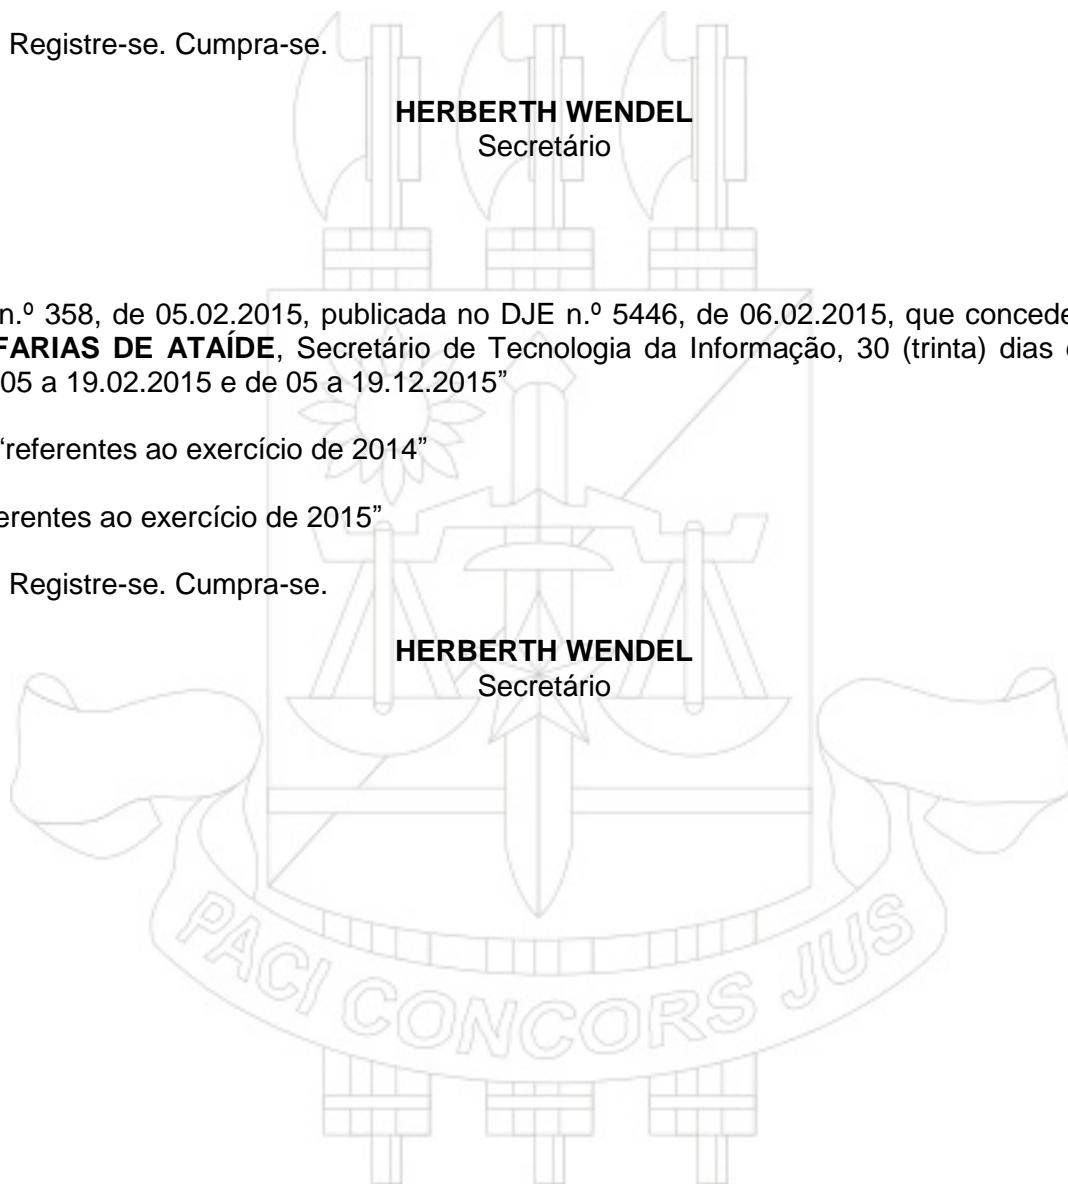 Registre-se. Cumpra-se.
HERBERTH WENDEL
Secretário
n.º 358, de 05.02.2015, publicada no DJE n.º 5446, de 06.02.2015, que concede
FARIAS DE ATAÍDE, Secretário de Tecnologia da Informação, 30 (trinta) dias
05 a 19.02.2015 e de 05 a 19.12.2015”
“referentes ao exercício de 2014”
erentes ao exercício de 2015”
Registre-se. Cumpra-se.
HERBERTH WENDEL
Secretário
PACI CONCORS JUS